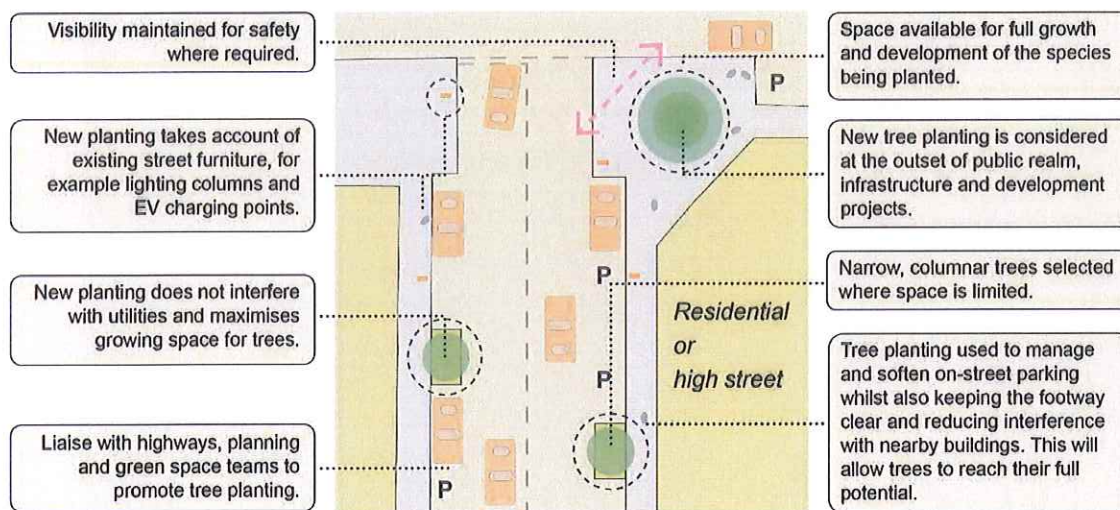 Visibility maintained for safety
where required.
New planting takes account of
existing street furniture, for
example lighting columns and
EV charging points.
New planting does not interfere
with utilities and maximises
growing space for trees.
Liaise with highways, planning
and green space teams to
promote tree planting.
P
P
P
P
Residential
or
high street
Space available for full growth
and development of the species
being planted.
New tree planting is considered
at the outset of public realm,
infrastructure and development
projects.
Narrow, columnar trees selected
where space is limited.
Tree planting used to manage
and soften on-street parking
whilst also keeping the footway
clear and reducing interference
with nearby buildings. This will
allow trees to reach their full
potential.